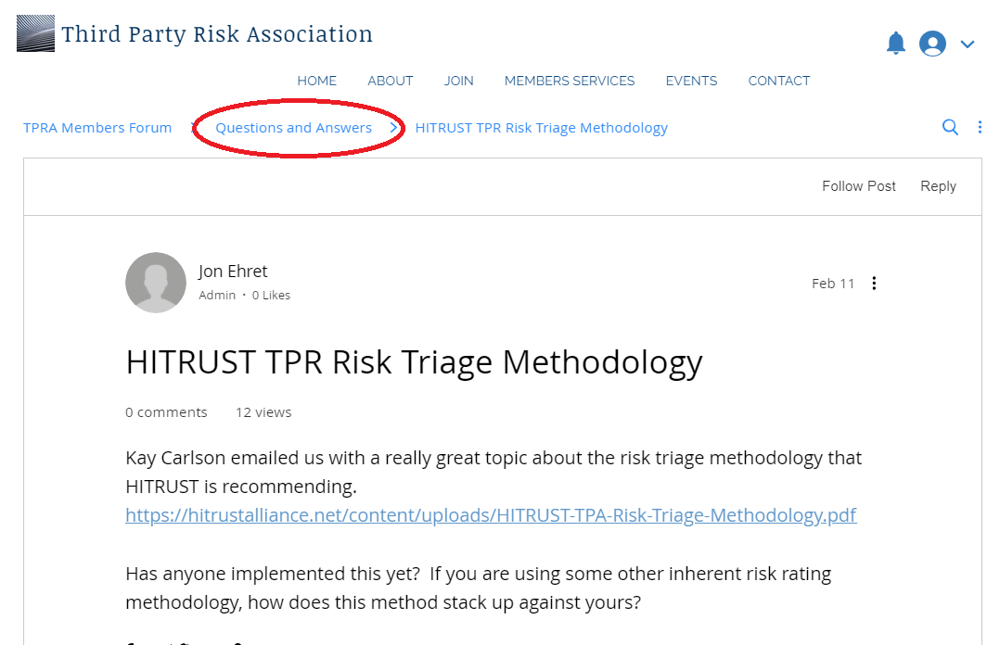 Third Party Risk Association
HOME ABOUT JOIN MEMBERS SERVICES EVENTS CONTACT
TPRA Members Forum > Questions and Answers > HITRUST TPR Risk Triage Methodology
Follow Post Reply
Jon Ehret
Admin · 0 Likes
Feb 11
HITRUST TPR Risk Triage Methodology
0 comments 12 views
Kay Carlson emailed us with a really great topic about the risk triage methodology that
HITRUST is recommending.
https://hitrustalliance.net/content/uploads/HITRUST-TPA-Risk-Triage-Methodology.pdf
Has anyone implemented this yet?  If you are using some other inherent risk rating
methodology, how does this method stack up against yours?